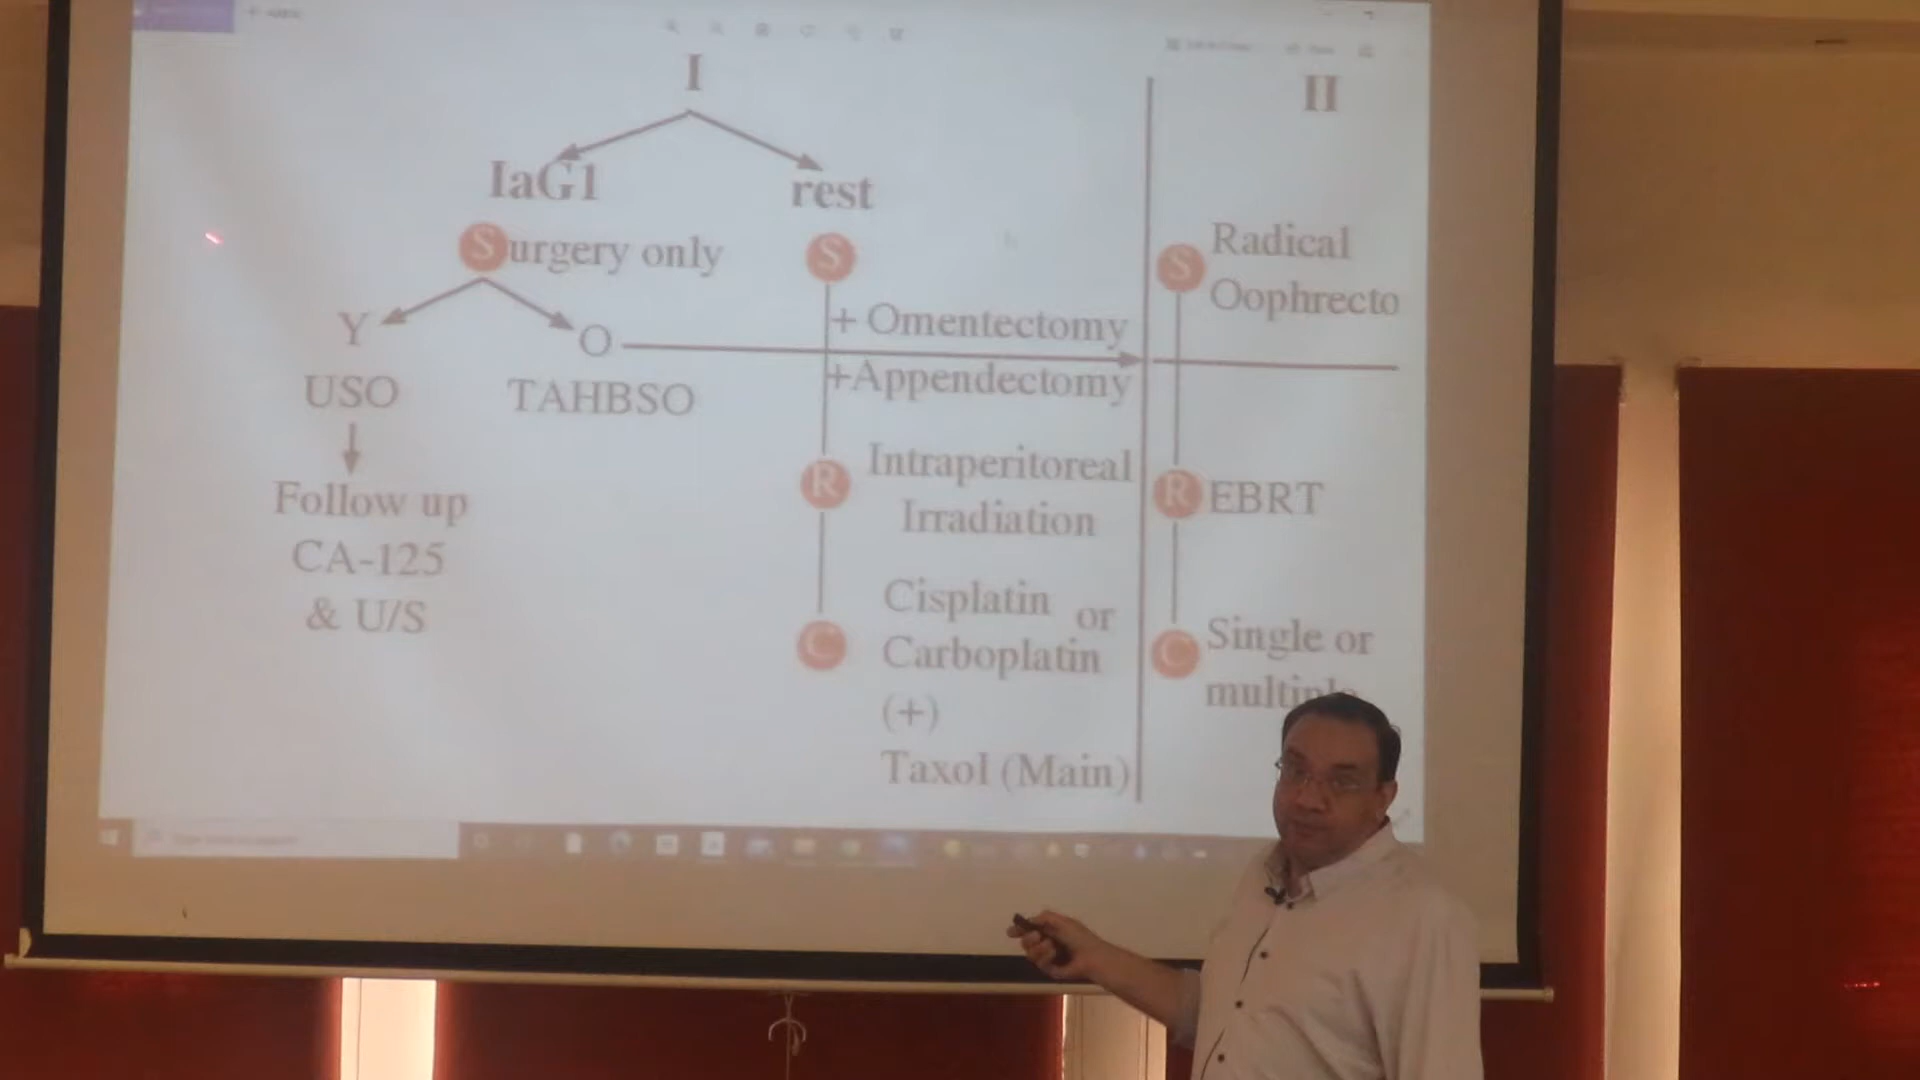 I
IaG1
rest
Surgery only
S
+ Omentectomy
+Appendectomy
Y
O
USO
TAHBSO
Follow up
CA-125
& U/S
R
Intraperitoreal
Irradiation
C
Cisplatin or
Carboplatin
(+)
Taxol (Main)
II
S
Radical
Oophrecto
R EBRT
C Single or